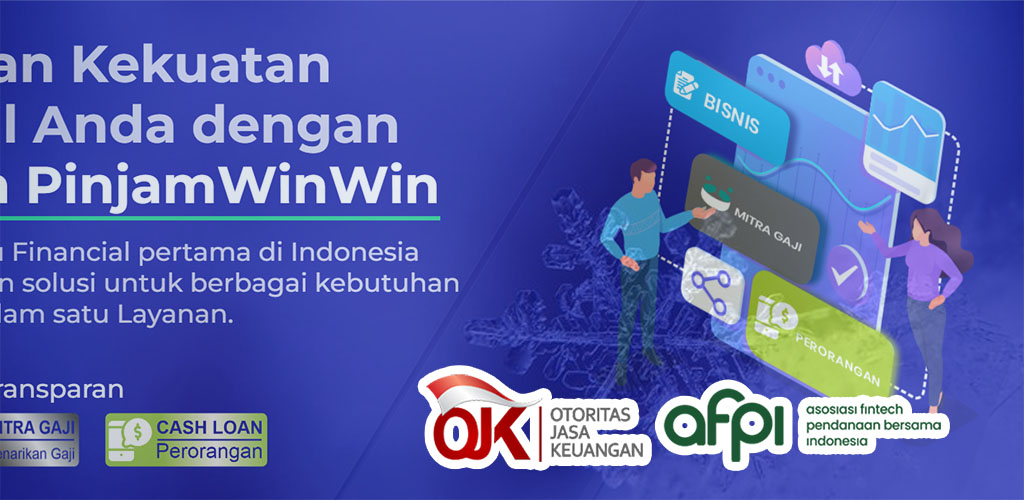 an Kekuatan
l Anda dengan
PinjamWinWin
Financial pertama di Indonesia
n solusi untuk berbagai kebutuhan
lam satu Layanan.
ransparan
ITRA GAJI
enarikan Gaji
CASH LOAN
Perorangan
BISNIS
MITRA GAJI
PERORANGAN
OJK
OTORITAS
JASA
KEUANGAN
afpi
asosiasi fintech
pendanaan bersama
indonesia